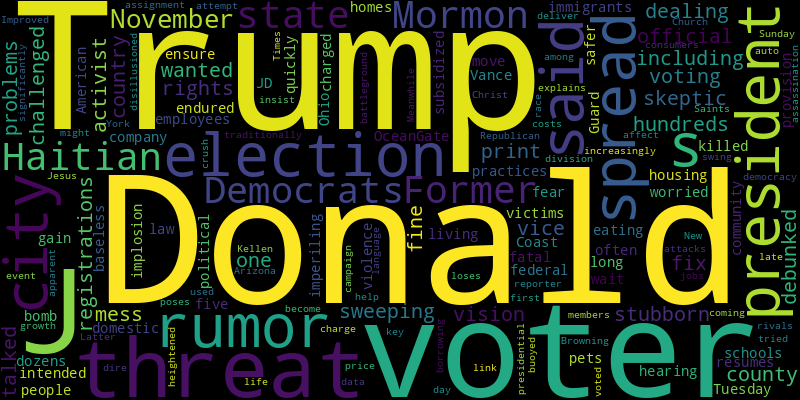 Trump
Donald
voter
threat
J
election
city
rumor
president
state
spread
said
s
Haitian
Mormon
Democrats
Former
November
fine
mess
one
sweeping
print
fix
vision
stubborn
county
hundreds
skeptic
voting
including
official
dealing
wanted
rights
country
activist
challenged
problems
registrations
talked
debunked
Improved
significantly
assignment
attempt
homes
immigrants
deliver
Church
consumers
Sunday
auto
Provision
assassination
ensure
American
disillusioned
endured
employees
York
company
might
traditionally
Times
quickly
JD
insist
Ohio
charged
battleground
MeanWhile
subsidized
OceanGate
Vance
move
Christ
safer
among
explains
Guard
race
costs
Saints
Republican
practices
division
increasingly
affect
killed
swing
democracy
housing
worried
community
Jesus
crush
baseless
implosion
law
gain
apparent
event
bomb
growth
domestic
dozens
intended
people
Latter
dire
poses
five
used
political
Kellen
Arizona
imperiling
campaign
violence
language
living
loses
help
become
heightened
life
charge
data
price
key
day
borrowing
link
presidential
buoyed
voted
members
Browning
pets
hearing
first
reporter
federal
fatal
Coast
vice
victims
fear
eating
often
long
wait
New
attacks
jobs
late
coming
rivals
tried
schools
resumes
Tuesday